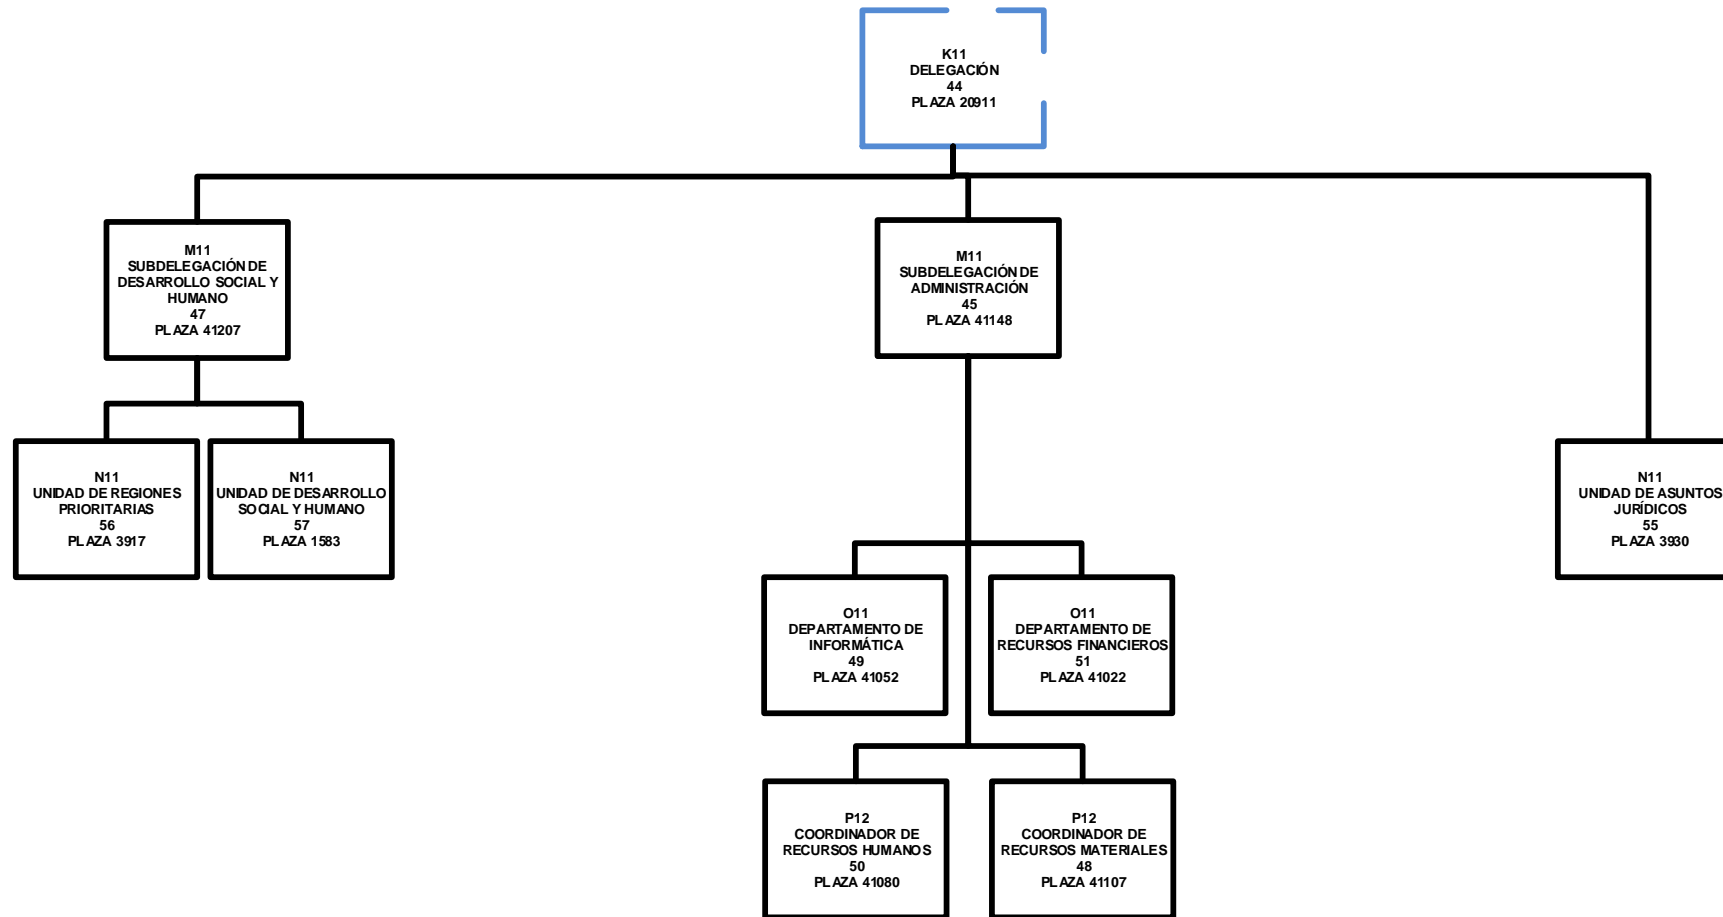 K11
DELEGACIÓN
44
PLAZA 20911
M11
SUBDELEGACIÓN DE
DESARROLLO SOCIAL Y
HUMANO
47
PLAZA 41207
M11
SUBDELEGACIÓN DE
ADMINISTRACIÓN
45
PLAZA 41148
N11
UNIDAD DE REGIONES
PRIORITARIAS
56
PLAZA 3917
N11
UNIDAD DE DESARROLLO
SOCIAL Y HUMANO
57
PLAZA 1583
N11
UNIDAD DE ASUNTOS
JURÍDICOS
55
PLAZA 3930
O11
DEPARTAMENTO DE
INFORMÁTICA
49
PLAZA 41052
O11
DEPARTAMENTO DE
RECURSOS FINANCIEROS
51
PLAZA 41022
P12
COORDINADOR DE
RECURSOS HUMANOS
50
PLAZA 41080
P12
COORDINADOR DE
RECURSOS MATERIALES
48
PLAZA 41107